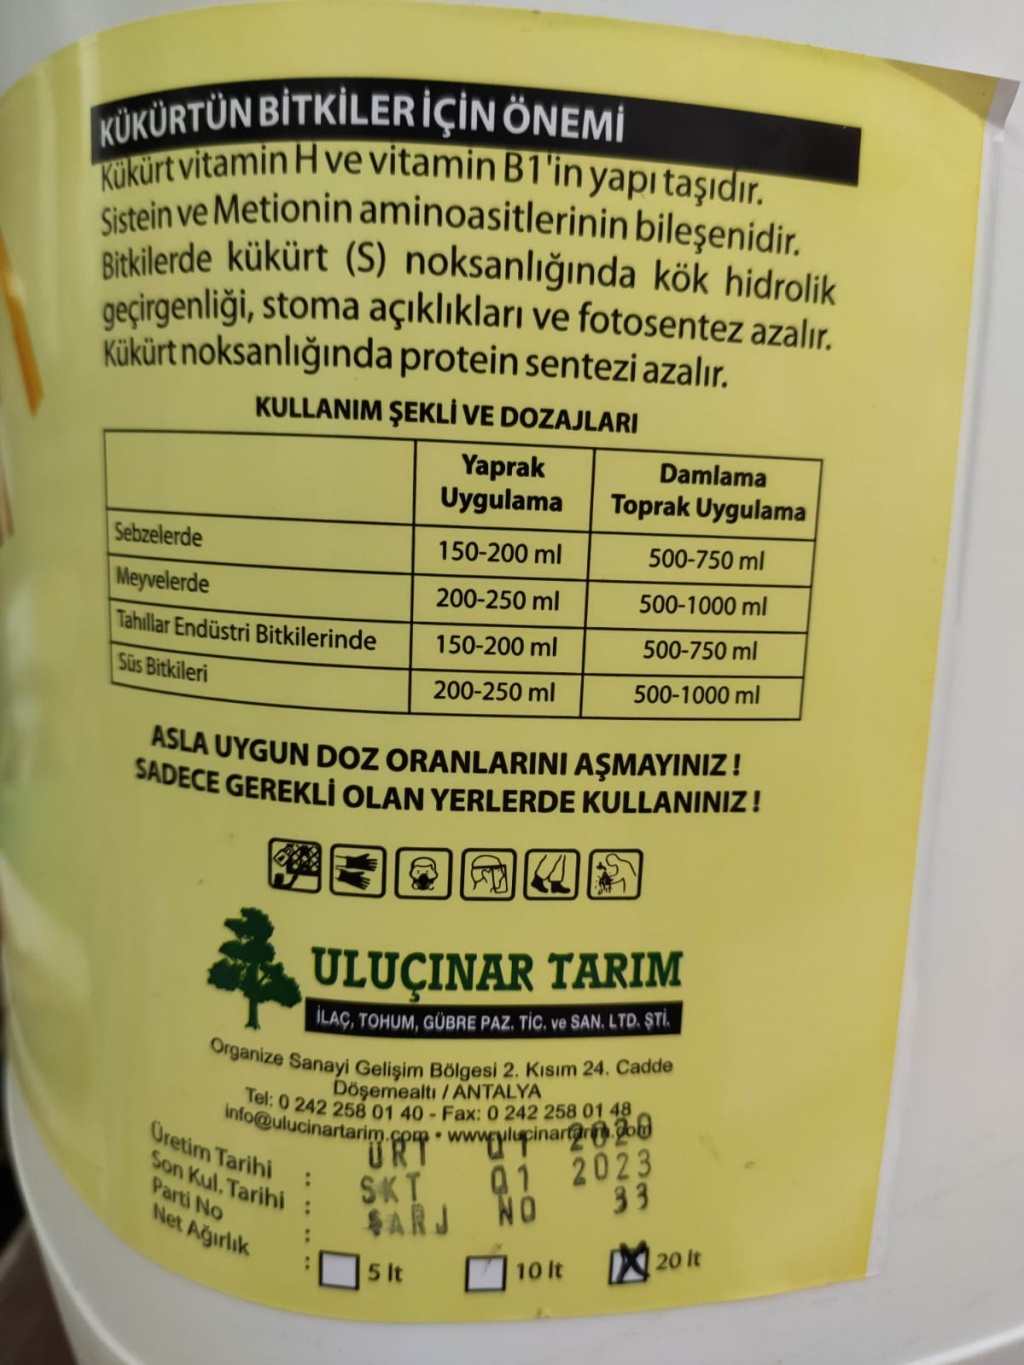 KÜKÜRTÜN BİTKİLER İÇİN ÖNEMİ
Kükürt vitamin H ve vitamin B1'in yapı taşıdır.
Sistein ve Metionin aminoasitlerinin bileşenidir.
Bitkilerde kükürt (S) noksanlığında kök hidrolik
geçirgenliği, stoma açıklıkları ve fotosentez azalır.
Kükürt noksanlığında protein sentezi azalır.
KULLANIM ŞEKLİ VE DOZAJLARI
Yaprak Uygulama Damlama Toprak Uygulama
Sebzelerde 150-200 ml 500-750 ml
Meyvelerde 200-250 ml 500-1000 ml
Tahıllar Endüstri Bitkilerinde 150-200 ml 500-750 ml
Süs Bitkileri 200-250 ml 500-1000 ml
ASLA UYGUN DOZ ORANLARINI AŞMAYINIZ !
SADECE GEREKLİ OLAN YERLERDE KULLANINIZ !
ULUÇINAR TARIM
İLAÇ, TOHUM, GÜBRE PAZ. TİC. ve SAN. LTD. ŞTİ.
Organize Sanayi Gelişim Bölgesi 2. Kısım 24. Cadde
Döşemealtı / ANTALYA
Tel: 0 242 258 01 40 - Fax: 0 242 258 01 48
info@ulucinartarim.com • www.ulucinartarim.com
Üretim Tarihi : ÜRT 01 2020
Son Kul. Tarihi : SKT 01 2023
Parti No : ŞARJ NO 33
Net Ağırlık : 5 lt 10 lt 20 lt